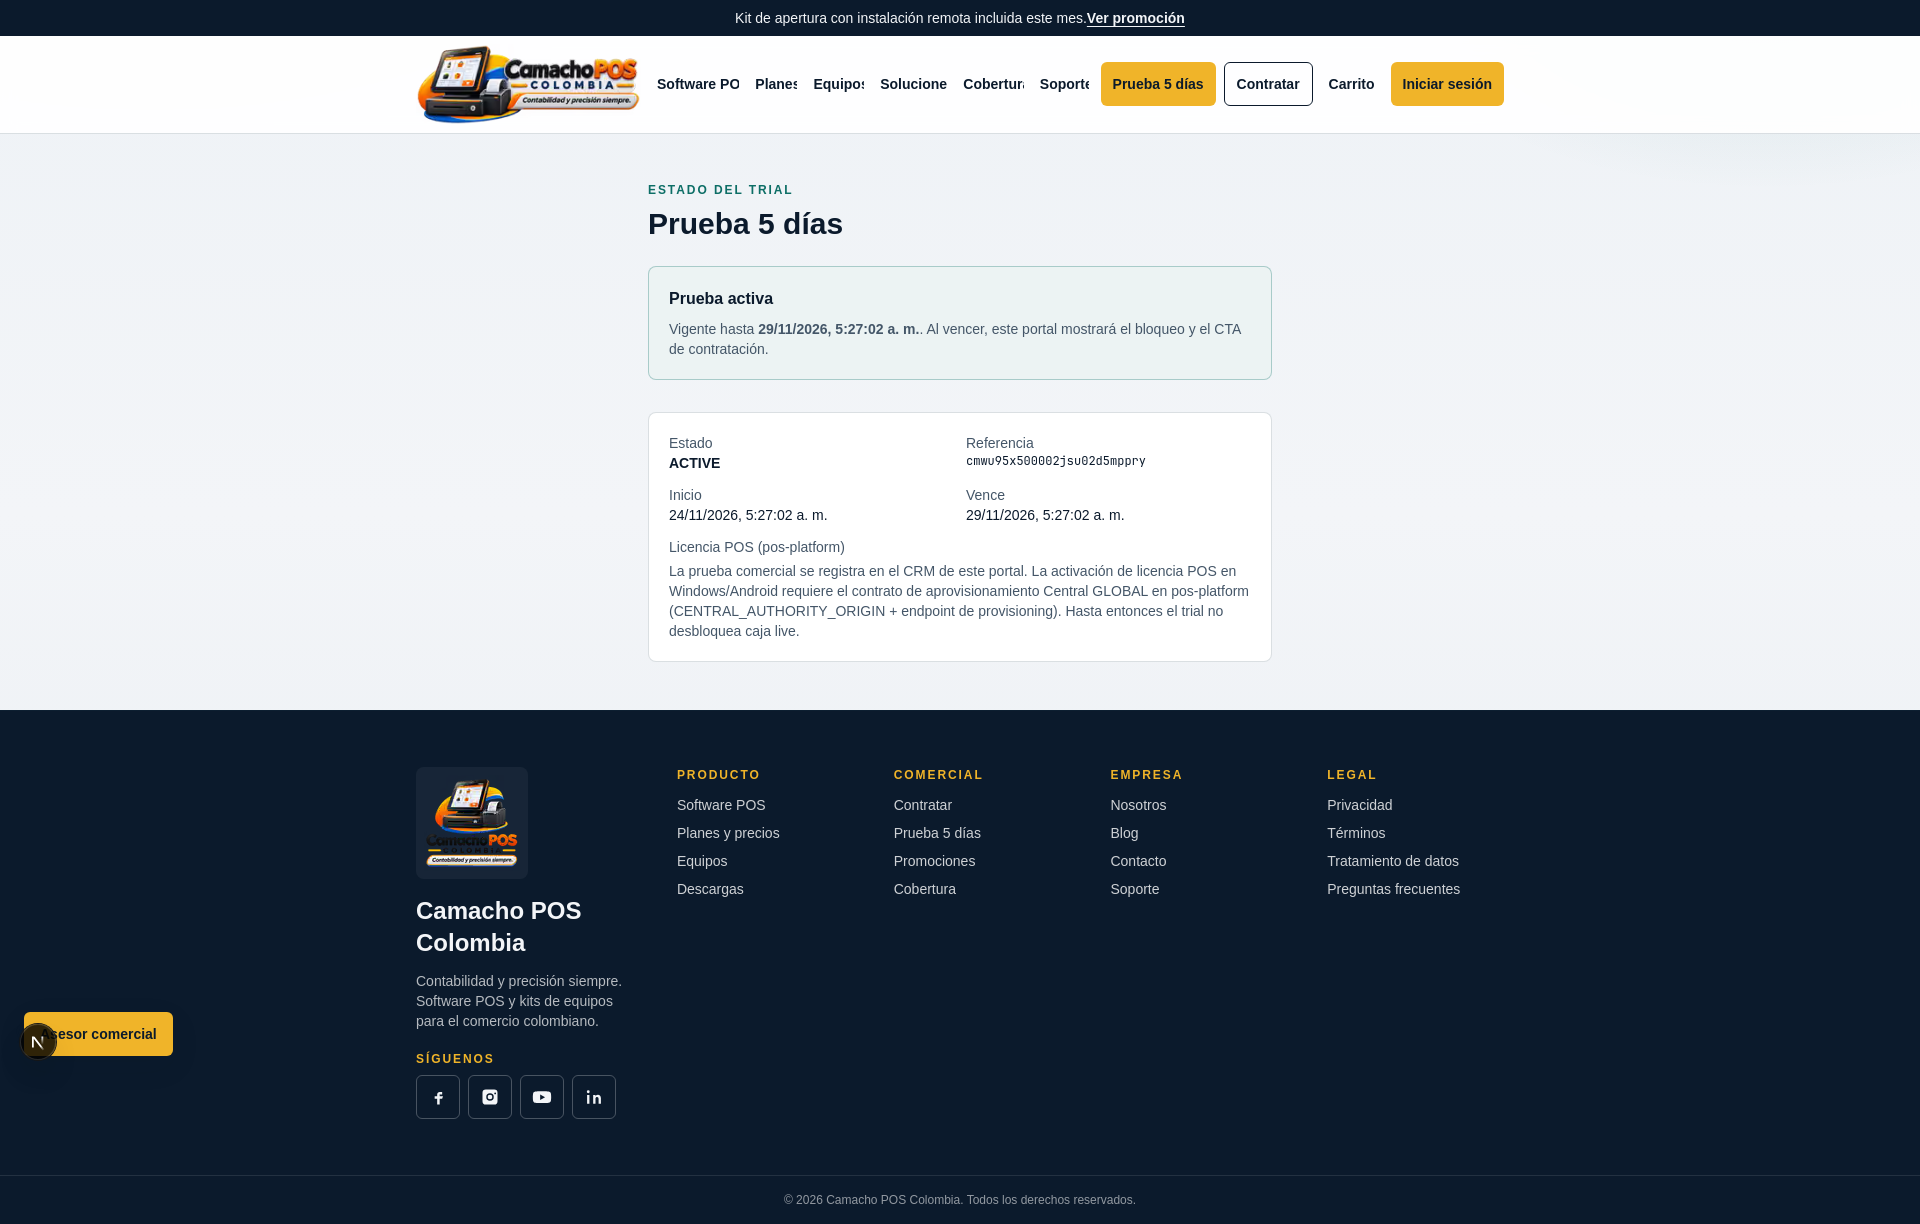 Kit de apertura con instalación remota incluida este mes.Ver promoción
CamachoPOS
COLOMBIA
Contabilidad y precisión siempre.
Software PO
Planes
Equipos
Solucione
Cobertura
Soporte
Prueba 5 días
Contratar
Carrito
Iniciar sesión
ESTADO DEL TRIAL
Prueba 5 días
Prueba activa
Vigente hasta 29/11/2026, 5:27:02 a. m.. Al vencer, este portal mostrará el bloqueo y el CTA
de contratación.
Estado
ACTIVE
Referencia
cmwu95x500002jsu02d5mppry
Inicio
24/11/2026, 5:27:02 a. m.
Vence
29/11/2026, 5:27:02 a. m.
Licencia POS (pos-platform)
La prueba comercial se registra en el CRM de este portal. La activación de licencia POS en
Windows/Android requiere el contrato de aprovisionamiento Central GLOBAL en pos-platform
(CENTRAL_AUTHORITY_ORIGIN + endpoint de provisioning). Hasta entonces el trial no
desbloquea caja live.
CamachoPOS
COLOMBIA
Contabilidad y precisión siempre.
Camacho POS
Colombia
Contabilidad y precisión siempre.
Software POS y kits de equipos
para el comercio colombiano.
SÍGUENOS
PRODUCTO
Software POS
Planes y precios
Equipos
Descargas
COMERCIAL
Contratar
Prueba 5 días
Promociones
Cobertura
EMPRESA
Nosotros
Blog
Contacto
Soporte
LEGAL
Privacidad
Términos
Tratamiento de datos
Preguntas frecuentes
Asesor comercial
© 2026 Camacho POS Colombia. Todos los derechos reservados.